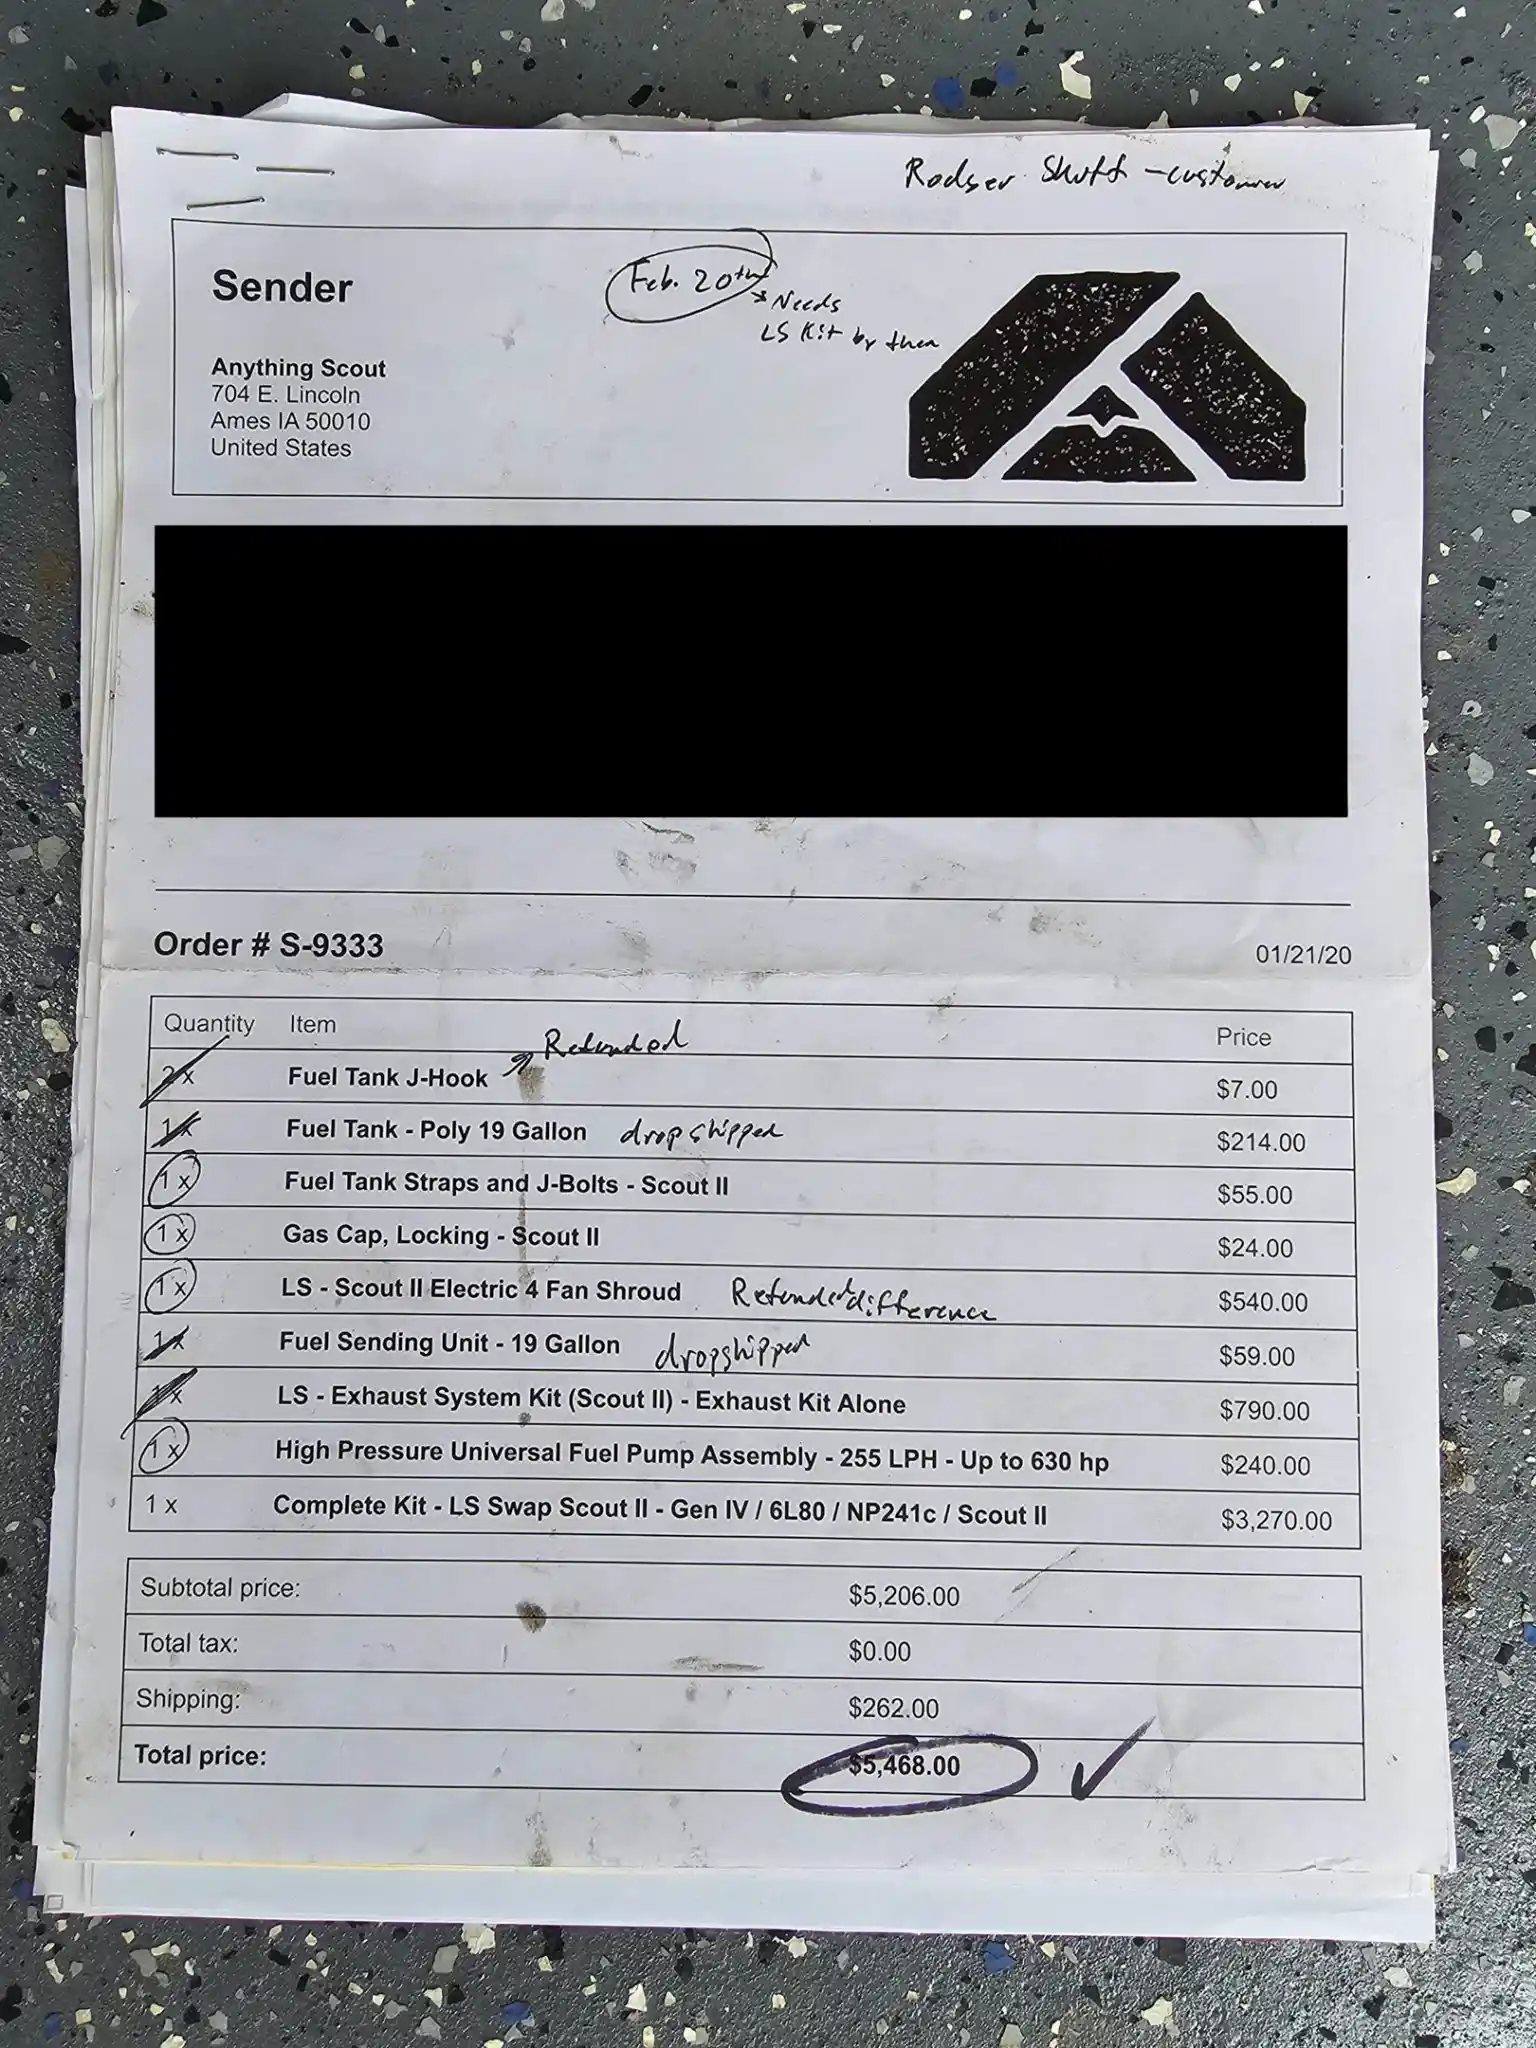 Rodger Shutt - customer
Sender
Feb. 20th
Needs
LS Kit by then
Anything Scout
704 E. Lincoln
Ames IA 50010
United States
Order # S-9333
01/21/20
Quantity Item Price
Refunded
2 x Fuel Tank J-Hook $7.00
1 x Fuel Tank - Poly 19 Gallon dropshipped $214.00
1 x Fuel Tank Straps and J-Bolts - Scout II $55.00
1 x Gas Cap, Locking - Scout II $24.00
1 x LS - Scout II Electric 4 Fan Shroud Refunded difference $540.00
1 x Fuel Sending Unit - 19 Gallon dropshipped $59.00
1 x LS - Exhaust System Kit (Scout II) - Exhaust Kit Alone $790.00
1 x High Pressure Universal Fuel Pump Assembly - 255 LPH - Up to 630 hp $240.00
1 x Complete Kit - LS Swap Scout II - Gen IV / 6L80 / NP241c / Scout II $3,270.00
Subtotal price: $5,206.00
Total tax: $0.00
Shipping: $262.00
Total price: $5,468.00